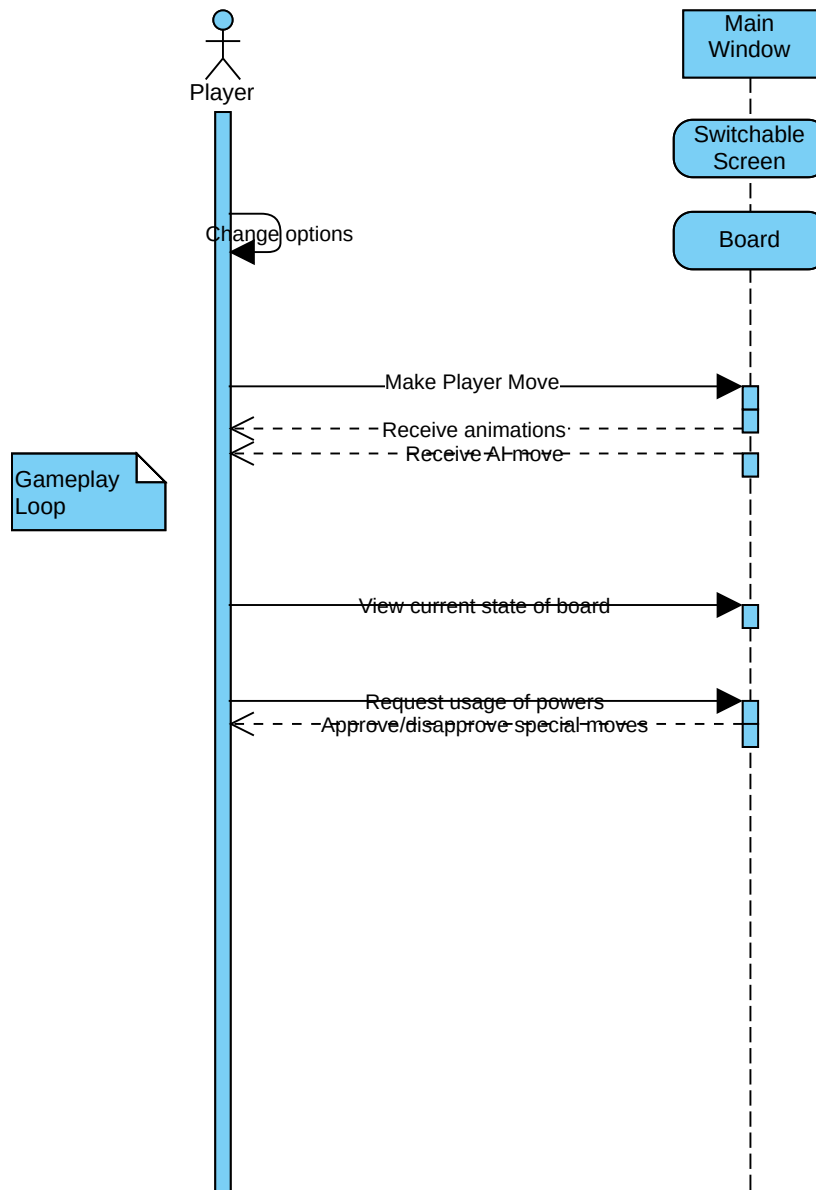 Player
Main
Window
Switchable
Screen
Change options
Board
Make Player Move
Receive animations
Receive AI move
Gameplay
Loop
View current state of board
Request usage of powers
Approve/disapprove special moves